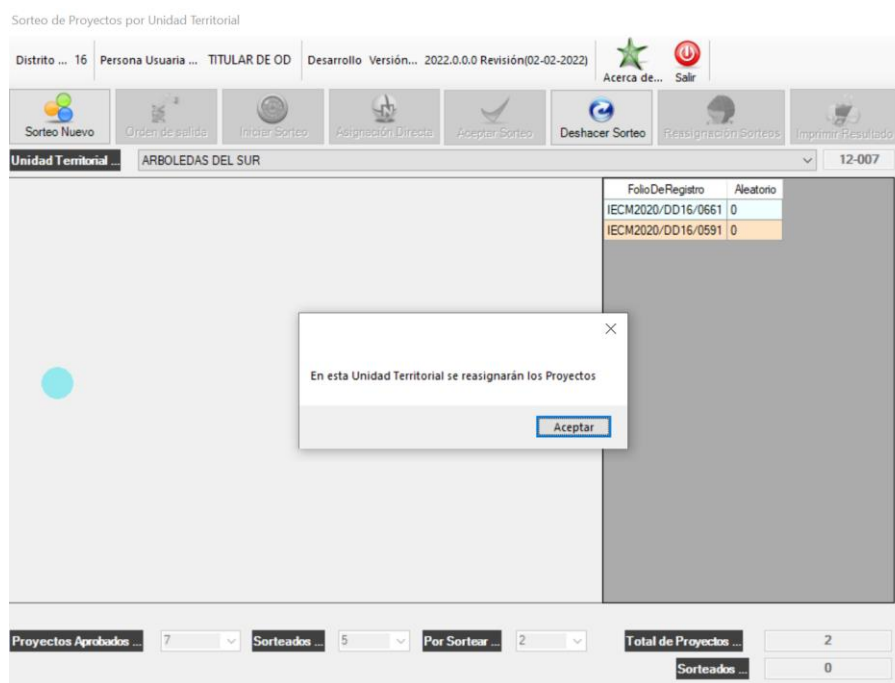 Sorteo de Proyectos por Unidad Territorial
Distrito ... 16 Persona Usuaria ... TITULAR DE OD Desarrollo Versión... 2022.0.0.0 Revisión(02-02-2022)
Acerca de... Salir
Sorteo Nuevo Orden de salida Iniciar Sorteo Asignación Directa Aceptar Sorteo Deshacer Sorteo Reasignación Sorteos Imprimir Resultado
Unidad Territorial ... ARBOLEDAS DEL SUR 12-007
FolioDeRegistro Aleatorio
IECM2020/DD16/0661 0
IECM2020/DD16/0591 0
En esta Unidad Territorial se reasignarán los Proyectos
Aceptar
Proyectos Aprobados ... 7 Sorteados ... 5 Por Sortear ... 2 Total de Proyectos ... 2
Sorteados ... 0